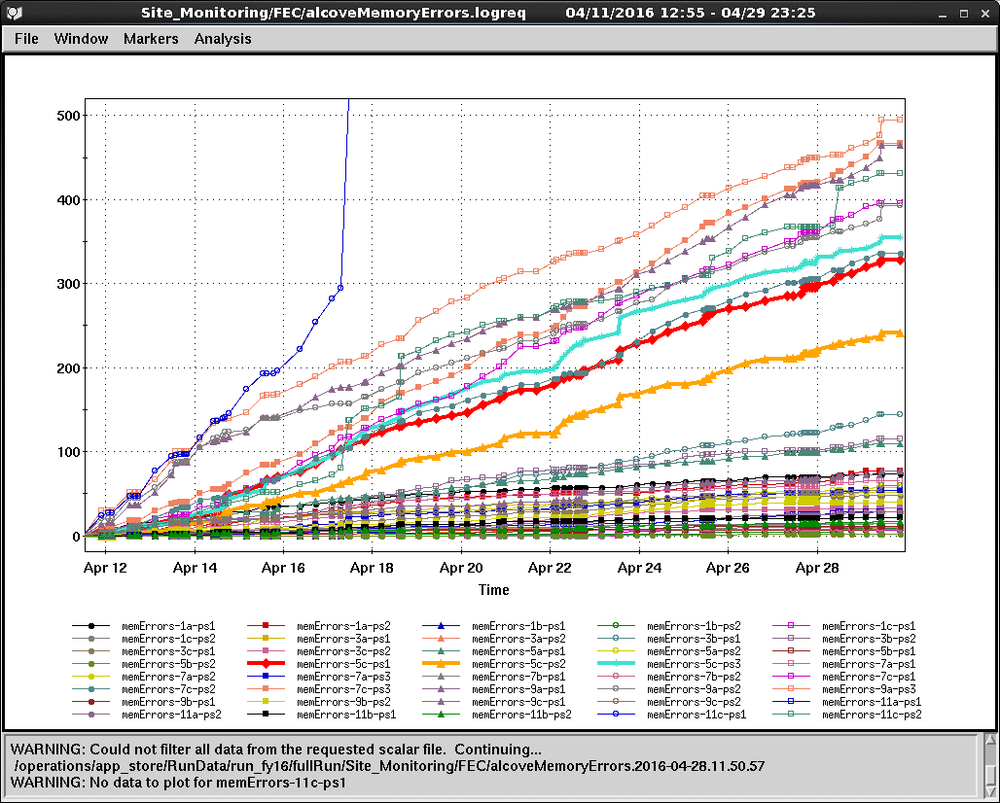 Site_Monitoring/FEC/alcoveMemoryErrors.logreq 04/11/2016 12:55 - 04/29 23:25
File Window Markers Analysis
500
400
300
200
100
0
Apr 12 Apr 14 Apr 16 Apr 18 Apr 20 Apr 22 Apr 24 Apr 26 Apr 28
Time
memErrors-1a-ps1 memErrors-1a-ps2 memErrors-1b-ps1 memErrors-1b-ps2 memErrors-1c-ps1
memErrors-1c-ps2 memErrors-3a-ps1 memErrors-3a-ps2 memErrors-3b-ps1 memErrors-3b-ps2
memErrors-3c-ps1 memErrors-3c-ps2 memErrors-5a-ps1 memErrors-5a-ps2 memErrors-5b-ps1
memErrors-5b-ps2 memErrors-5c-ps1 memErrors-5c-ps2 memErrors-5c-ps3 memErrors-7a-ps1
memErrors-7a-ps2 memErrors-7a-ps3 memErrors-7b-ps1 memErrors-7b-ps2 memErrors-7c-ps1
memErrors-7c-ps2 memErrors-7c-ps3 memErrors-9a-ps1 memErrors-9a-ps2 memErrors-9a-ps3
memErrors-9b-ps1 memErrors-9b-ps2 memErrors-9c-ps1 memErrors-9c-ps2 memErrors-11a-ps1
memErrors-11a-ps2 memErrors-11b-ps1 memErrors-11b-ps2 memErrors-11c-ps1 memErrors-11c-ps2
WARNING: Could not filter all data from the requested scalar file. Continuing...
/operations/app_store/RunData/run_fy16/fullRun/Site_Monitoring/FEC/alcoveMemoryErrors.2016-04-28.11.50.57
WARNING: No data to plot for memErrors-11c-ps1